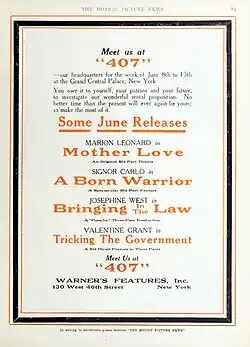 THE MOTION PICTURE NEWS
Meet us at
"407"
—our headquarters for the week of June 8th to 13th
at the Grand Central Palace, New York
You owe it to yourself, your patrons and your future,
to investigate our wonderful rental proposition. No
better time than the present will ever again be yours;
so make the most of it.
Some June Releases
MARION LEONARD in
Mother Love
An Original Six-Part Drama
SIGNOR CARLO in
A Born Warrior
A Spectacular Six-Part Feature
JOSEPHINE WEST in
Bringing In The Law
Three-Part Production
VALENTINE GRANT in
Tricking The Government
A Sid Olcott Feature in Three Parts
Meet Us at
"407"
WARNER'S FEATURES, Inc.
130 West 46th Street New York
In writing to advertisers please mention "THE MOTION PICTURE NEWS"